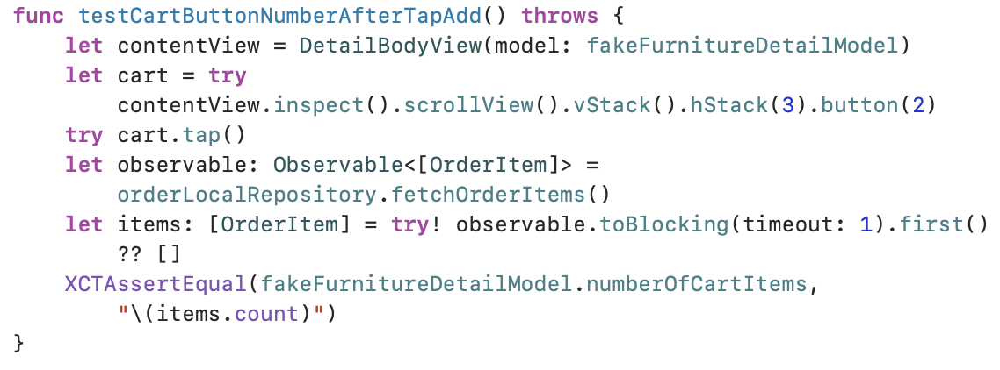 func testCartButtonNumberAfterTapAdd() throws {
    let contentView = DetailBodyView(model: fakeFurnitureDetailModel)
    let cart = try
        contentView.inspect().scrollView().vStack().hStack(3).button(2)
    try cart.tap()
    let observable: Observable<[OrderItem]> =
        orderLocalRepository.fetchOrderItems()
    let items: [OrderItem] = try! observable.toBlocking(timeout: 1).first()
        ?? []
    XCTAssertEqual(fakeFurnitureDetailModel.numberOfCartItems,
        "\(items.count)")
}